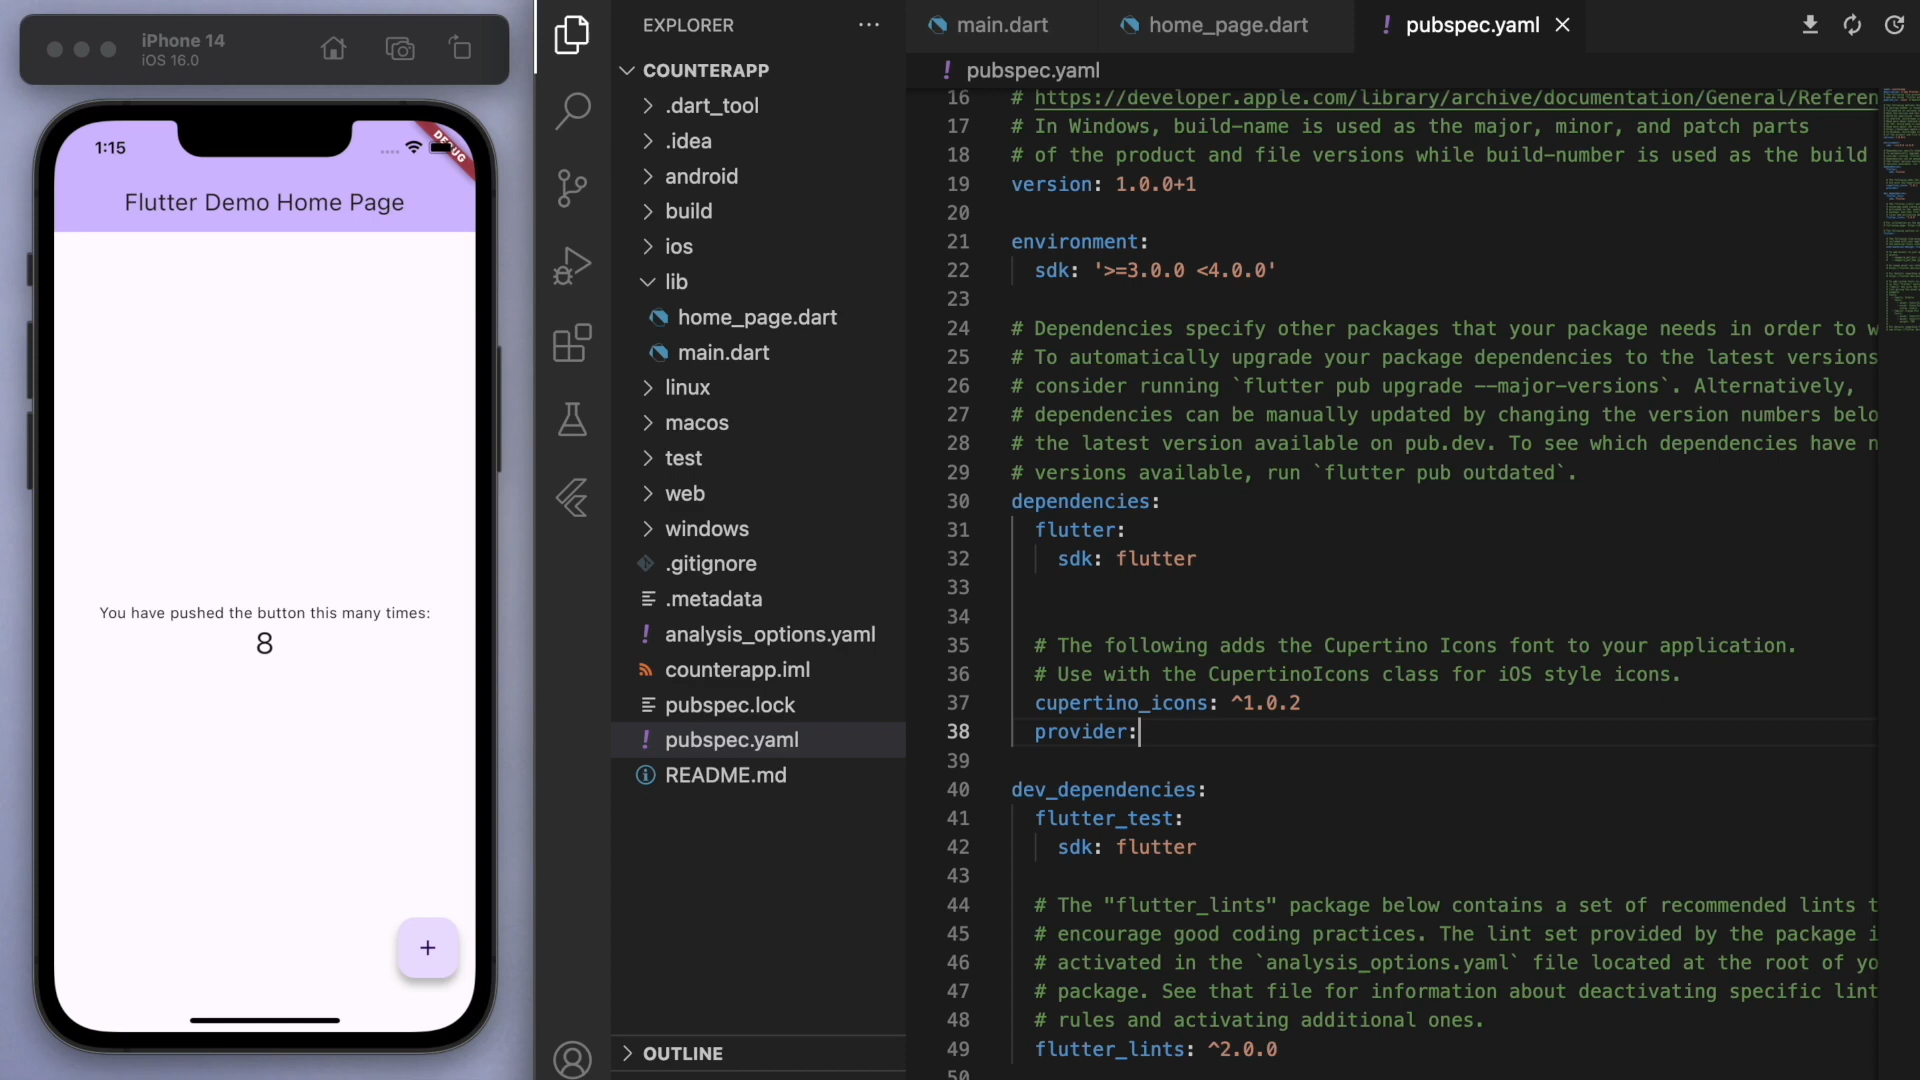 iPhone 14
iOS 16.0
1:15
DEBUG
Flutter Demo Home Page
You have pushed the button this many times:
8
+
EXPLORER
COUNTERAPP
.dart_tool
.idea
android
build
ios
lib
home_page.dart
main.dart
linux
macos
test
web
windows
.gitignore
.metadata
analysis_options.yaml
counterapp.iml
pubspec.lock
pubspec.yaml
README.md
OUTLINE
main.dart
home_page.dart
! pubspec.yaml
! pubspec.yaml
16 # https://developer.apple.com/library/archive/documentation/General/Referen
17 # In Windows, build-name is used as the major, minor, and patch parts
18 # of the product and file versions while build-number is used as the build
19 version: 1.0.0+1
20
21 environment:
22 sdk: '>=3.0.0 <4.0.0'
23
24 # Dependencies specify other packages that your package needs in order to w
25 # To automatically upgrade your package dependencies to the latest versions
26 # consider running `flutter pub upgrade --major-versions`. Alternatively,
27 # dependencies can be manually updated by changing the version numbers belo
28 # the latest version available on pub.dev. To see which dependencies have n
29 # versions available, run `flutter pub outdated`.
30 dependencies:
31 flutter:
32 sdk: flutter
33
34
35 # The following adds the Cupertino Icons font to your application.
36 # Use with the CupertinoIcons class for iOS style icons.
37 cupertino_icons: ^1.0.2
38 provider:
39
40 dev_dependencies:
41 flutter_test:
42 sdk: flutter
43
44 # The "flutter_lints" package below contains a set of recommended lints t
45 # encourage good coding practices. The lint set provided by the package i
46 # activated in the `analysis_options.yaml` file located at the root of yo
47 # package. See that file for information about deactivating specific lint
48 # rules and activating additional ones.
49 flutter_lints: ^2.0.0
50